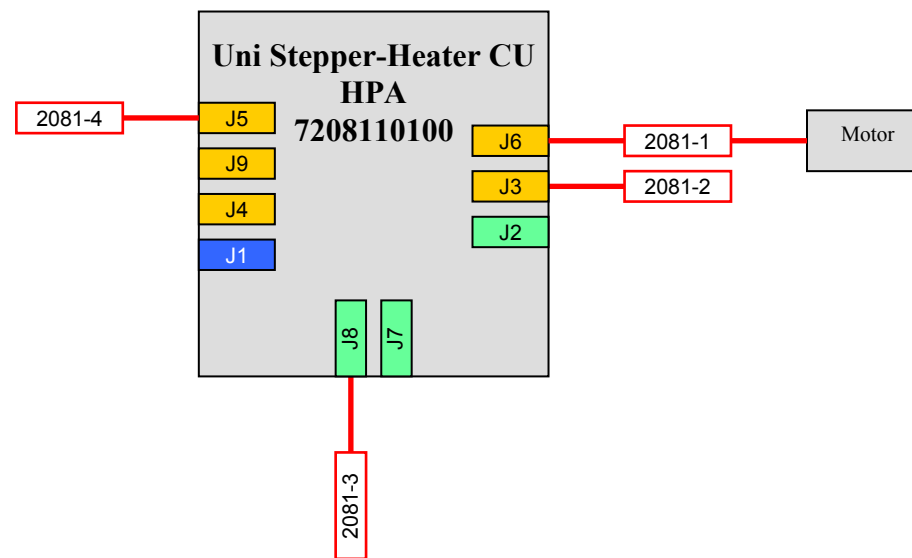 Uni Stepper-Heater CU
HPA
7208110100
2081-4
J5
J9
J4
J1
J6
2081-1
Motor
J3
2081-2
J2
J8
J7
2081-3